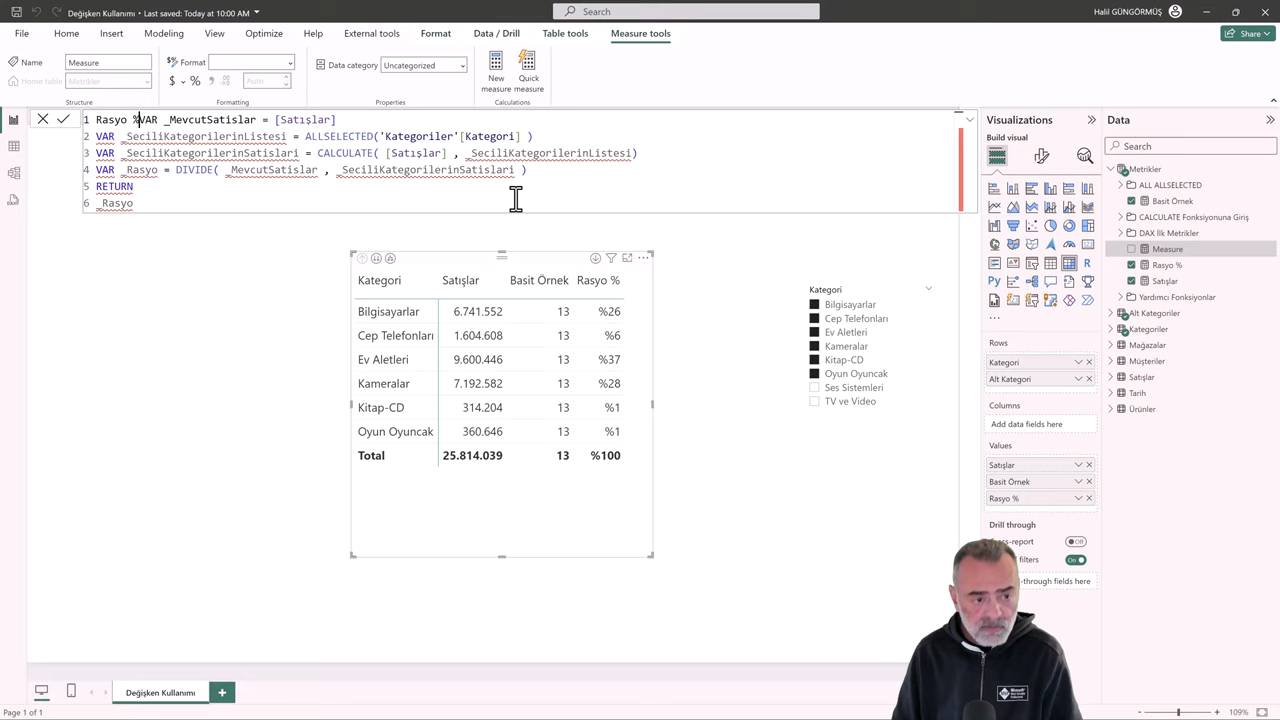 Değişken Kullanımı • Last saved: Today at 10:00 AM
Search
Halil GÜNGÖRMÜŞ
File Home Insert Modeling View Optimize Help External tools Format Data / Drill Table tools Measure tools
Share
Name Measure
Home table Metrikler
Structure
Format
$ % Auto
Formatting
Data category Uncategorized
Properties
New measure
Quick measure
Calculations
1 Rasyo %VAR _MevcutSatislar = [Satışlar]
2 VAR _SeciliKategorilerinListesi = ALLSELECTED('Kategoriler'[Kategori] )
3 VAR _SeciliKategorilerinSatislari = CALCULATE( [Satışlar] , _SeciliKategorilerinListesi)
4 VAR _Rasyo = DIVIDE( _MevcutSatislar , _SeciliKategorilerinSatislari )
5 RETURN
6 _Rasyo
Kategori Satışlar Basit Örnek Rasyo %
Bilgisayarlar 6.741.552 13 %26
Cep Telefonları 1.604.608 13 %6
Ev Aletleri 9.600.446 13 %37
Kameralar 7.192.582 13 %28
Kitap-CD 314.204 13 %1
Oyun Oyuncak 360.646 13 %1
Total 25.814.039 13 %100
Kategori
Bilgisayarlar
Cep Telefonları
Ev Aletleri
Kameralar
Kitap-CD
Oyun Oyuncak
Ses Sistemleri
TV ve Video
Visualizations
Build visual
Py
R
Rows
Kategori
Alt Kategori
Columns
Add data fields here
Values
Satışlar
Basit Örnek
Rasyo %
Drill through
Off
filters On
fields here
Data
Search
Metrikler
ALL ALLSELECTED
Basit Örnek
CALCULATE Fonksiyonuna Giriş
DAX İlk Metrikler
Measure
Rasyo %
Satışlar
Yardımcı Fonksiyonlar
Alt Kategoriler
Kategoriler
Mağazalar
Müşteriler
Satışlar
Tarih
Ürünler
Değişken Kullanımı
Page 1 of 1
109%